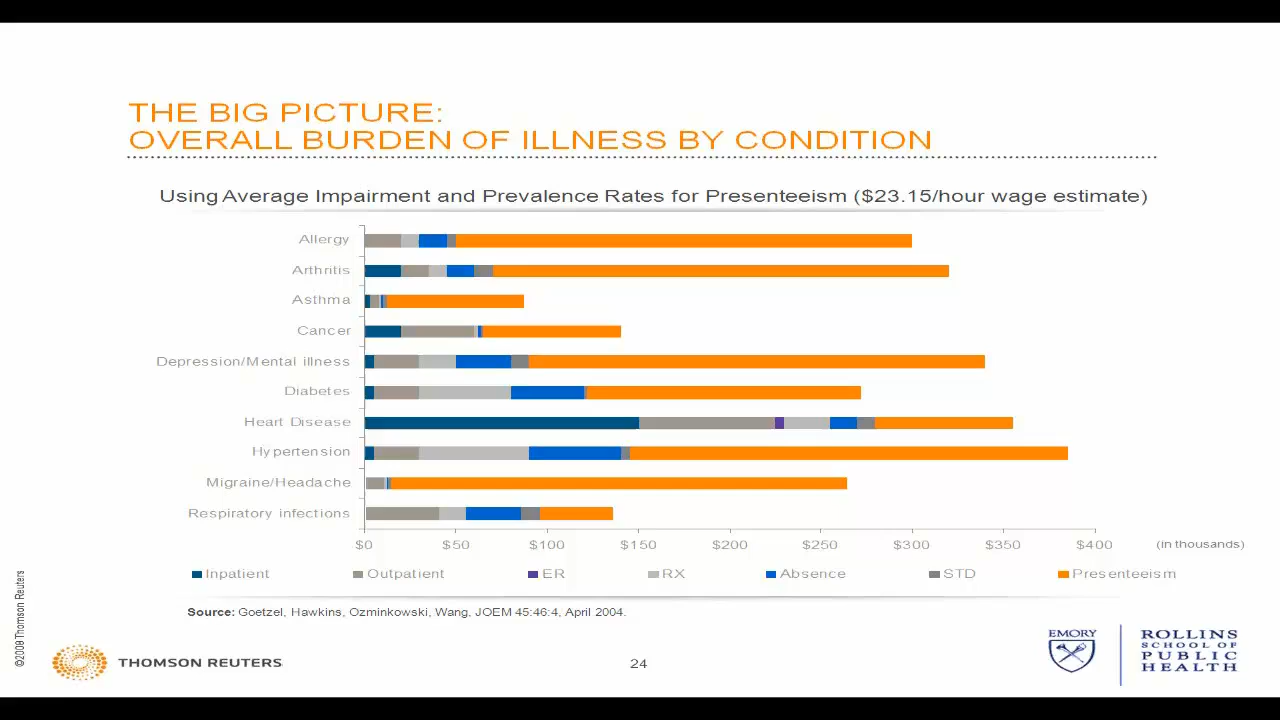 THE BIG PICTURE:
OVERALL BURDEN OF ILLNESS BY CONDITION
Using Average Impairment and Prevalence Rates for Presenteeism ($23.15/hour wage estimate)
Allergy
Arthritis
Asthma
Cancer
Depression/Mental illness
Diabetes
Heart Disease
Hypertension
Migraine/Headache
Respiratory infections
$0 $50 $100 $150 $200 $250 $300 $350 $400 (in thousands)
Inpatient Outpatient ER RX Absence STD Presenteeism
Source: Goetzel, Hawkins, Ozminkowski, Wang, JOEM 45:46:4, April 2004.
©2009 Thomson Reuters
THOMSON REUTERS
24
EMORY
ROLLINS
SCHOOL OF
PUBLIC
HEALTH